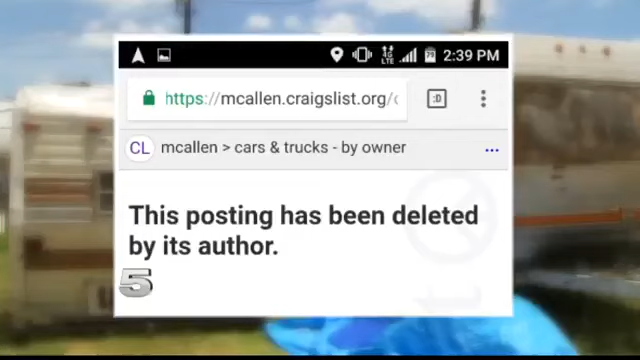 2:39 PM
:D
https://mcallen.craigslist.org/
CL mcallen > cars & trucks - by owner ...
This posting has been deleted
by its author.
5